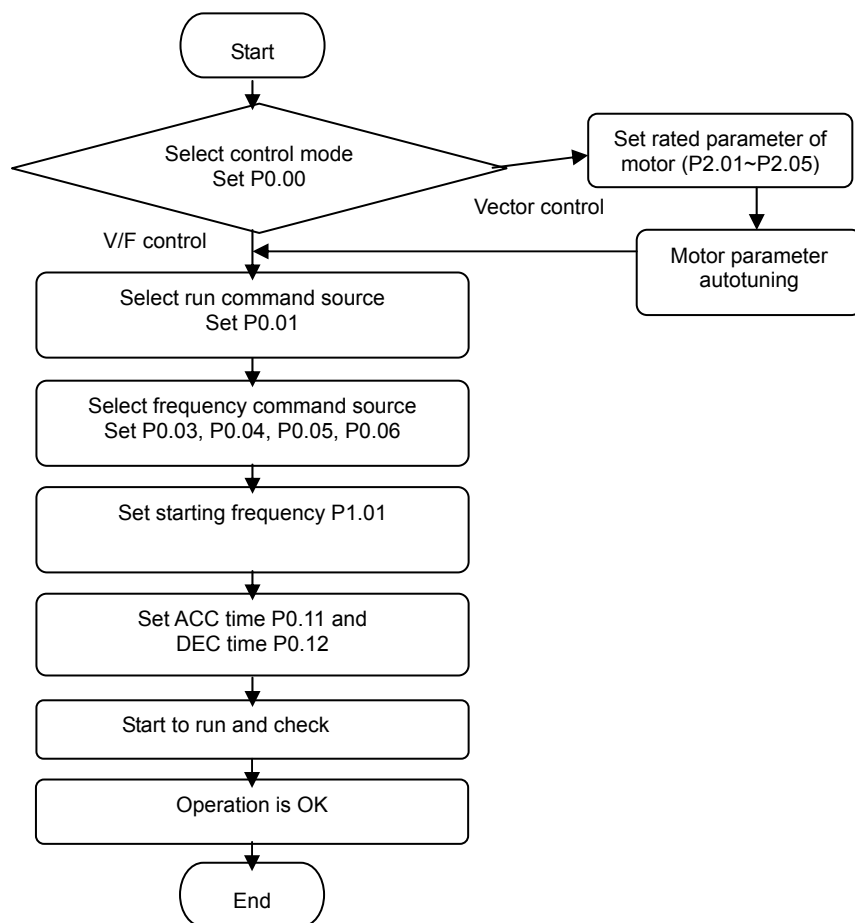 Start
Select control mode
Set P0.00
Set rated parameter of
motor (P2.01~P2.05)
Vector control
V/F control
Motor parameter
autotuning
Select run command source
Set P0.01
Select frequency command source
Set P0.03, P0.04, P0.05, P0.06
Set starting frequency P1.01
Set ACC time P0.11 and
DEC time P0.12
Start to run and check
Operation is OK
End